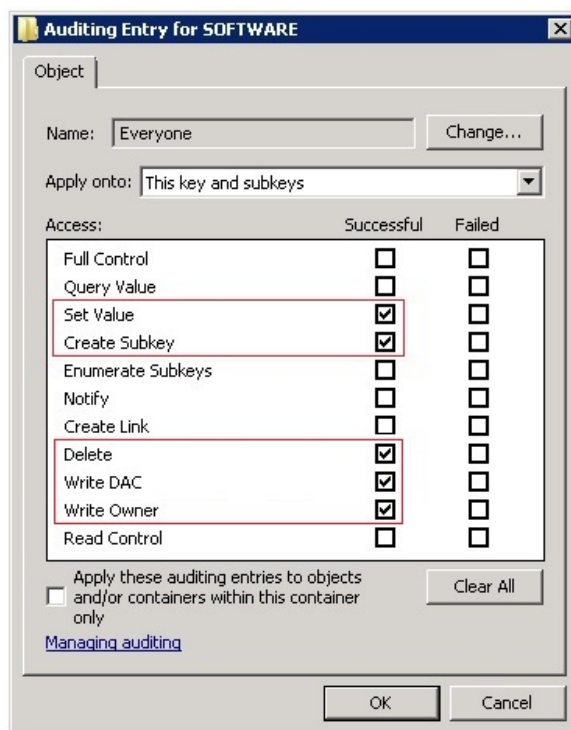 Auditing Entry for SOFTWARE
Object
Name: Everyone Change...
Apply onto: This key and subkeys
Access: Successful Failed
Full Control
Query Value
Set Value
Create Subkey
Enumerate Subkeys
Notify
Create Link
Delete
Write DAC
Write Owner
Read Control
Apply these auditing entries to objects
and/or containers within this container
only
Clear All
Managing auditing
OK Cancel